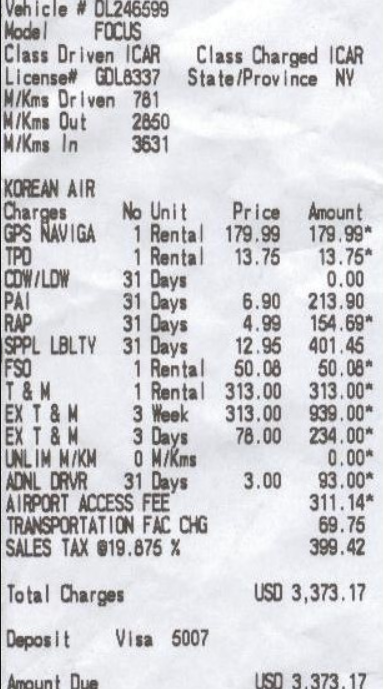 Vehicle # DL246599
Model FOCUS
Class Driven ICAR Class Charged ICAR
License# GDL8337 State/Province NY
M/Kms Driven 781
M/Kms Out 2850
M/Kms In 3631
KOREAN AIR
Charges No Unit Price Amount
GPS NAVIGA 1 Rental 179.99 179.99*
TPD 1 Rental 13.75 13.75*
CDW/LDW 31 Days 0.00
PAI 31 Days 6.90 213.90
RAP 31 Days 4.99 154.69*
SPPL LBLTY 31 Days 12.95 401.45
FSO 1 Rental 50.08 50.08*
T & M 1 Rental 313.00 313.00*
EX T & M 3 Week 313.00 939.00*
EX T & M 3 Days 78.00 234.00*
UNLIM M/KM 0 M/Kms 0.00*
ADNL DRVR 31 Days 3.00 93.00*
AIRPORT ACCESS FEE 311.14*
TRANSPORTATION FAC CHG 69.75
SALES TAX @19.875 % 399.42
Total Charges USD 3,373.17
Deposit Visa 5007
Amount Due USD 3,373.17